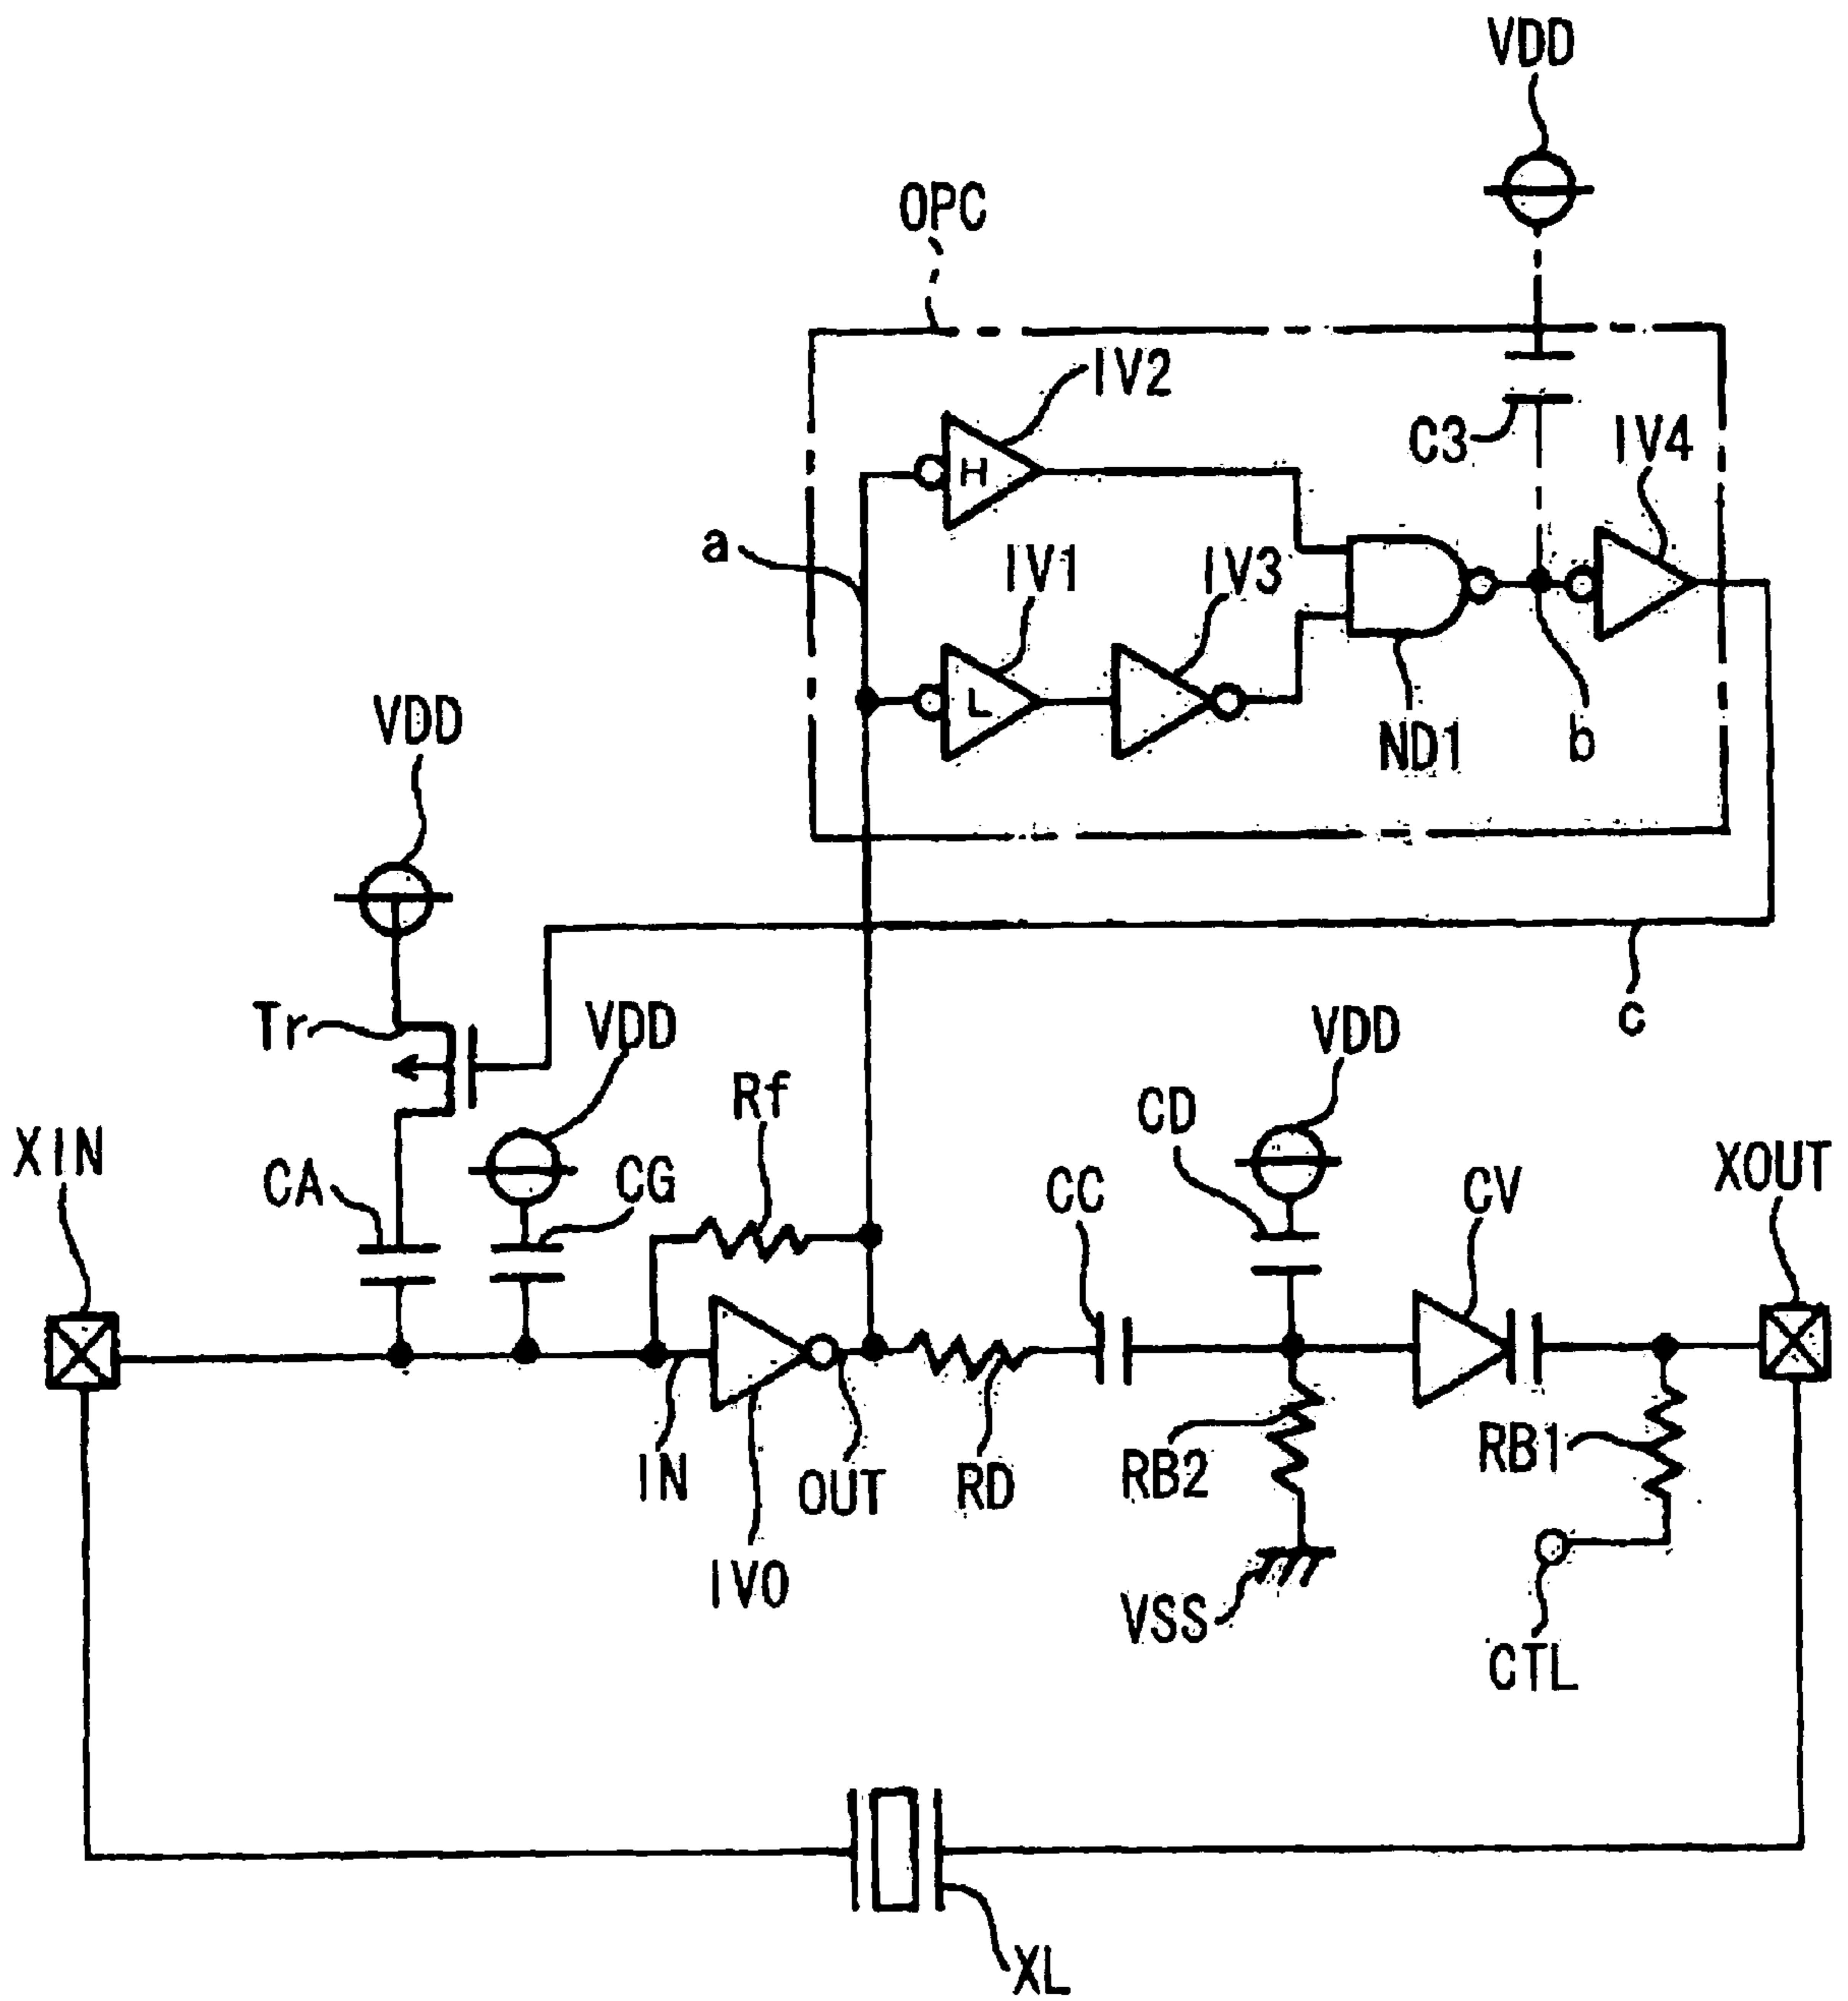 VDD
OPC
IV2
H
C3
IV4
a
IV1
IV3
L
ND1
b
VDD
c
Tr
VDD
VDD
Rf
CD
XIN
CA
CG
CC
CV
XOUT
IN
OUT
RD
RB2
RB1
IV0
VSS
CTL
XL